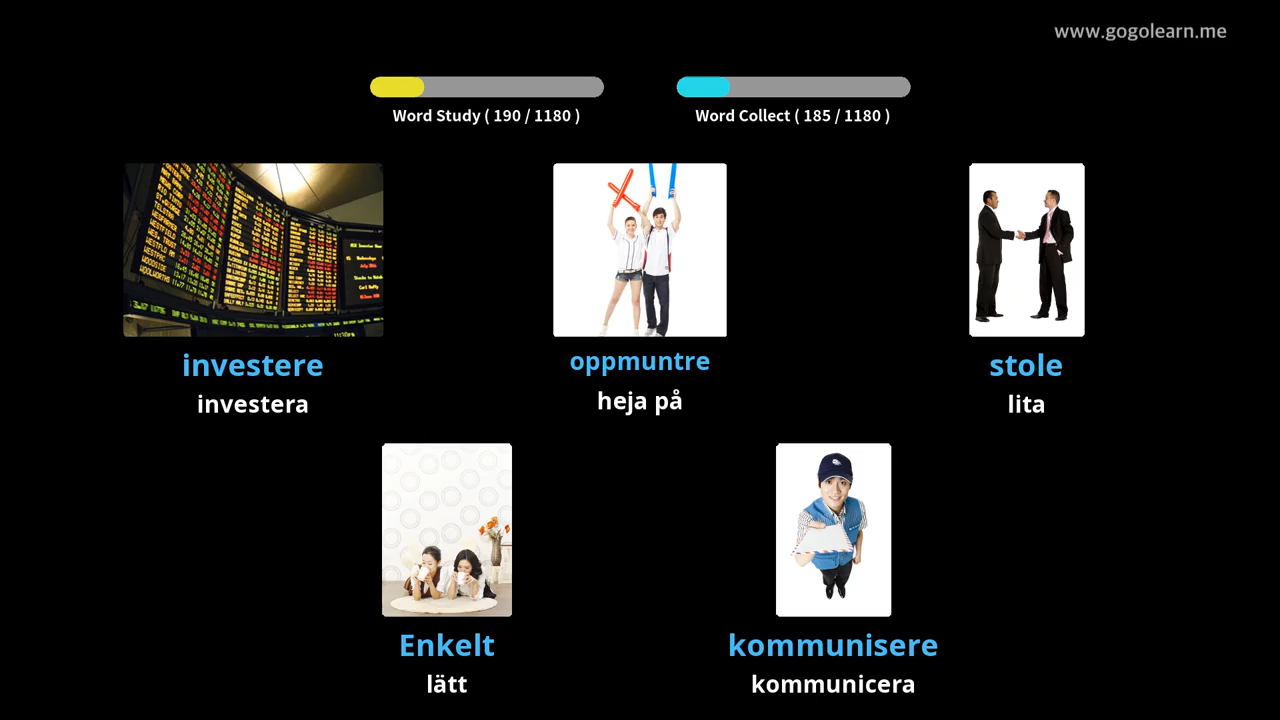 www.gogolearn.me
Word Study ( 190 / 1180 )
Word Collect ( 185 / 1180 )
investere
investera
oppmuntre
heja på
stole
lita
Enkelt
lätt
kommunisere
kommunicera